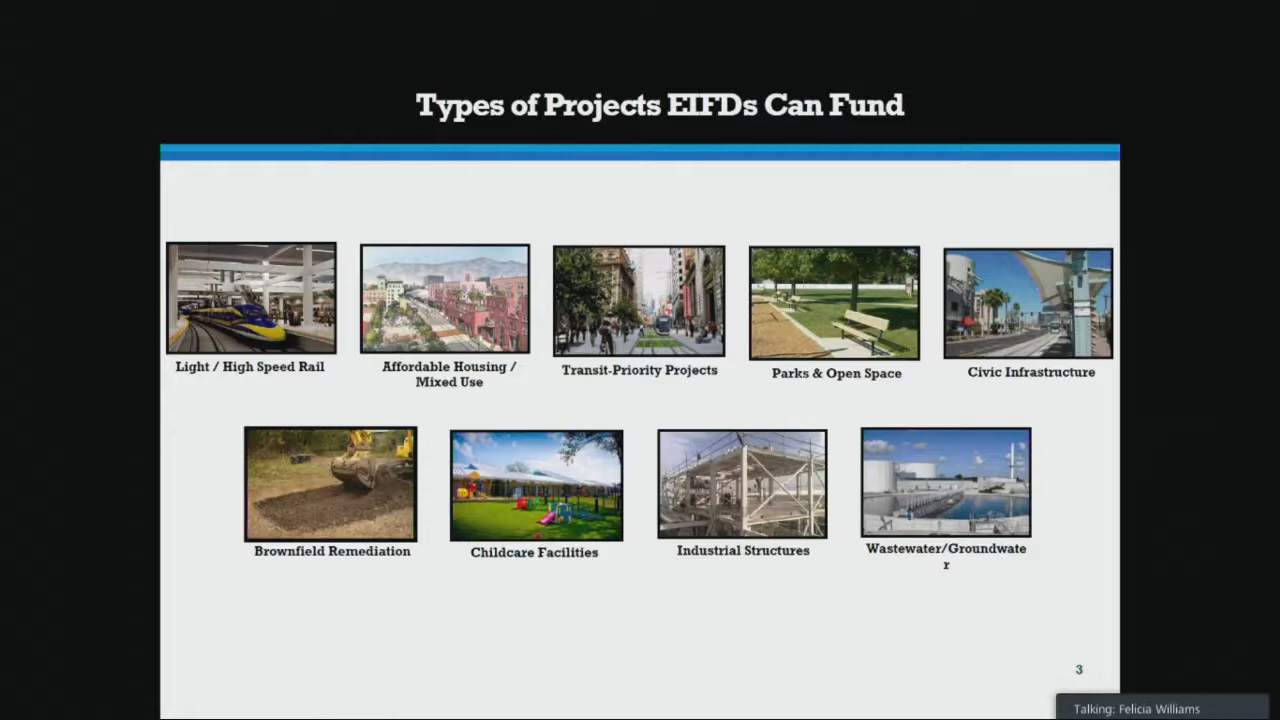 Types of Projects EIFDs Can Fund
Light / High Speed Rail
Affordable Housing /
Mixed Use
Transit-Priority Projects
Parks & Open Space
Civic Infrastructure
Brownfield Remediation
Childcare Facilities
Industrial Structures
Wastewater/Groundwate
r
3
Talking: Felicia Williams